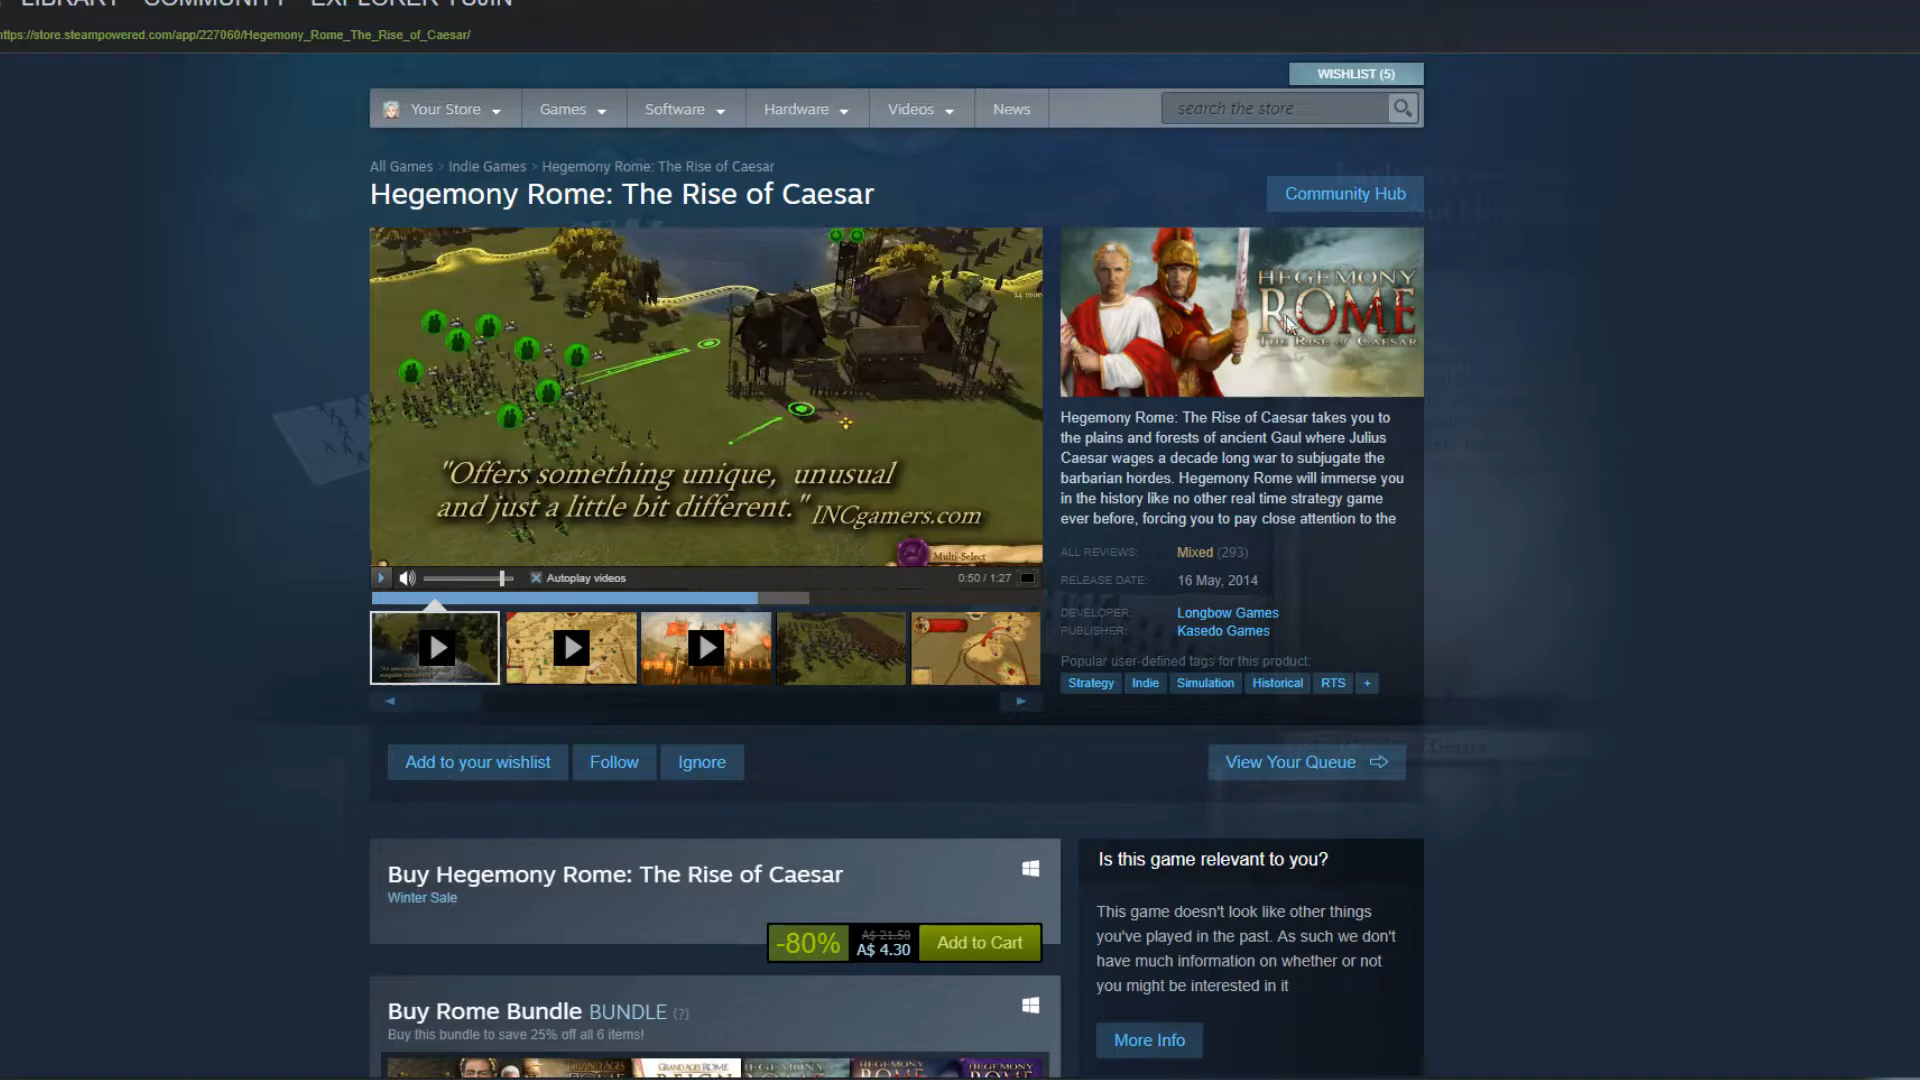 LIBRARY COMMUNITY EXPLORER YUJIN
https://store.steampowered.com/app/227060/Hegemony_Rome_The_Rise_of_Caesar/
WISHLIST (5)
Your Store Games Software Hardware Videos News search the store
All Games > Indie Games > Hegemony Rome: The Rise of Caesar
Hegemony Rome: The Rise of Caesar
Community Hub
"Offers something unique, unusual
and just a little bit different." INCgamers.com
Multi-Select
Autoplay videos 0:50 / 1:27
HEGEMONY
ROME
THE RISE OF CAESAR
Hegemony Rome: The Rise of Caesar takes you to
the plains and forests of ancient Gaul where Julius
Caesar wages a decade long war to subjugate the
barbarian hordes. Hegemony Rome will immerse you
in the history like no other real time strategy game
ever before, forcing you to pay close attention to the
ALL REVIEWS: Mixed (293)
RELEASE DATE: 16 May, 2014
DEVELOPER: Longbow Games
PUBLISHER: Kasedo Games
Popular user-defined tags for this product:
Strategy Indie Simulation Historical RTS +
Add to your wishlist Follow Ignore View Your Queue
Buy Hegemony Rome: The Rise of Caesar
Winter Sale
-80% A$ 21.50 A$ 4.30 Add to Cart
Buy Rome Bundle BUNDLE (?)
Buy this bundle to save 25% off all 6 items!
GRAND AGES ROME HEGEMONY HEGEMONY HEGEMONY
Is this game relevant to you?
This game doesn't look like other things
you've played in the past. As such we don't
have much information on whether or not
you might be interested in it
More Info